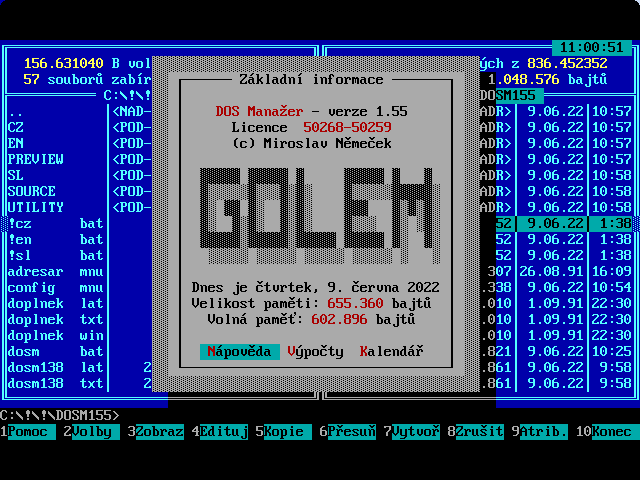 11:00:51
156.631040 B vol ých z 836.452352
57 souborů zabír 1.048.576 bajtů
Základní informace
C:\!\! DOSM155
DOS Manažer - verze 1.55
Licence 50268-50259
(c) Miroslav Němeček
GOLEM
.. <NAD- ADR> 9.06.22 10:57
CZ <POD- ADR> 9.06.22 10:57
EN <POD- ADR> 9.06.22 10:57
PREVIEW <POD- ADR> 9.06.22 10:58
SL <POD- ADR> 9.06.22 10:58
SOURCE <POD- ADR> 9.06.22 10:58
UTILITY <POD- ADR> 9.06.22 10:58
!cz bat 52 9.06.22 1:38
!en bat 52 9.06.22 1:38
!sl bat 52 9.06.22 1:38
adresar mnu 307 26.08.91 16:09
config mnu .338 9.06.22 10:54
doplnek lat .010 1.09.91 22:30
doplnek txt .010 1.09.91 22:30
doplnek win .010 1.09.91 22:30
dosm bat .821 9.06.22 10:25
dosm138 lat 2 .861 9.06.22 9:58
dosm138 txt 2 .861 9.06.22 9:58
Dnes je čtvrtek, 9. června 2022
Velikost paměti: 655.360 bajtů
Volná paměť: 602.896 bajtů
Nápověda Výpočty Kalendář
C:\!\!\DOSM155>
1Pomoc 2Volby 3Zobraz 4Edituj 5Kopie 6Přesuň 7Vytvoř 8Zrušit 9Atrib. 10Konec